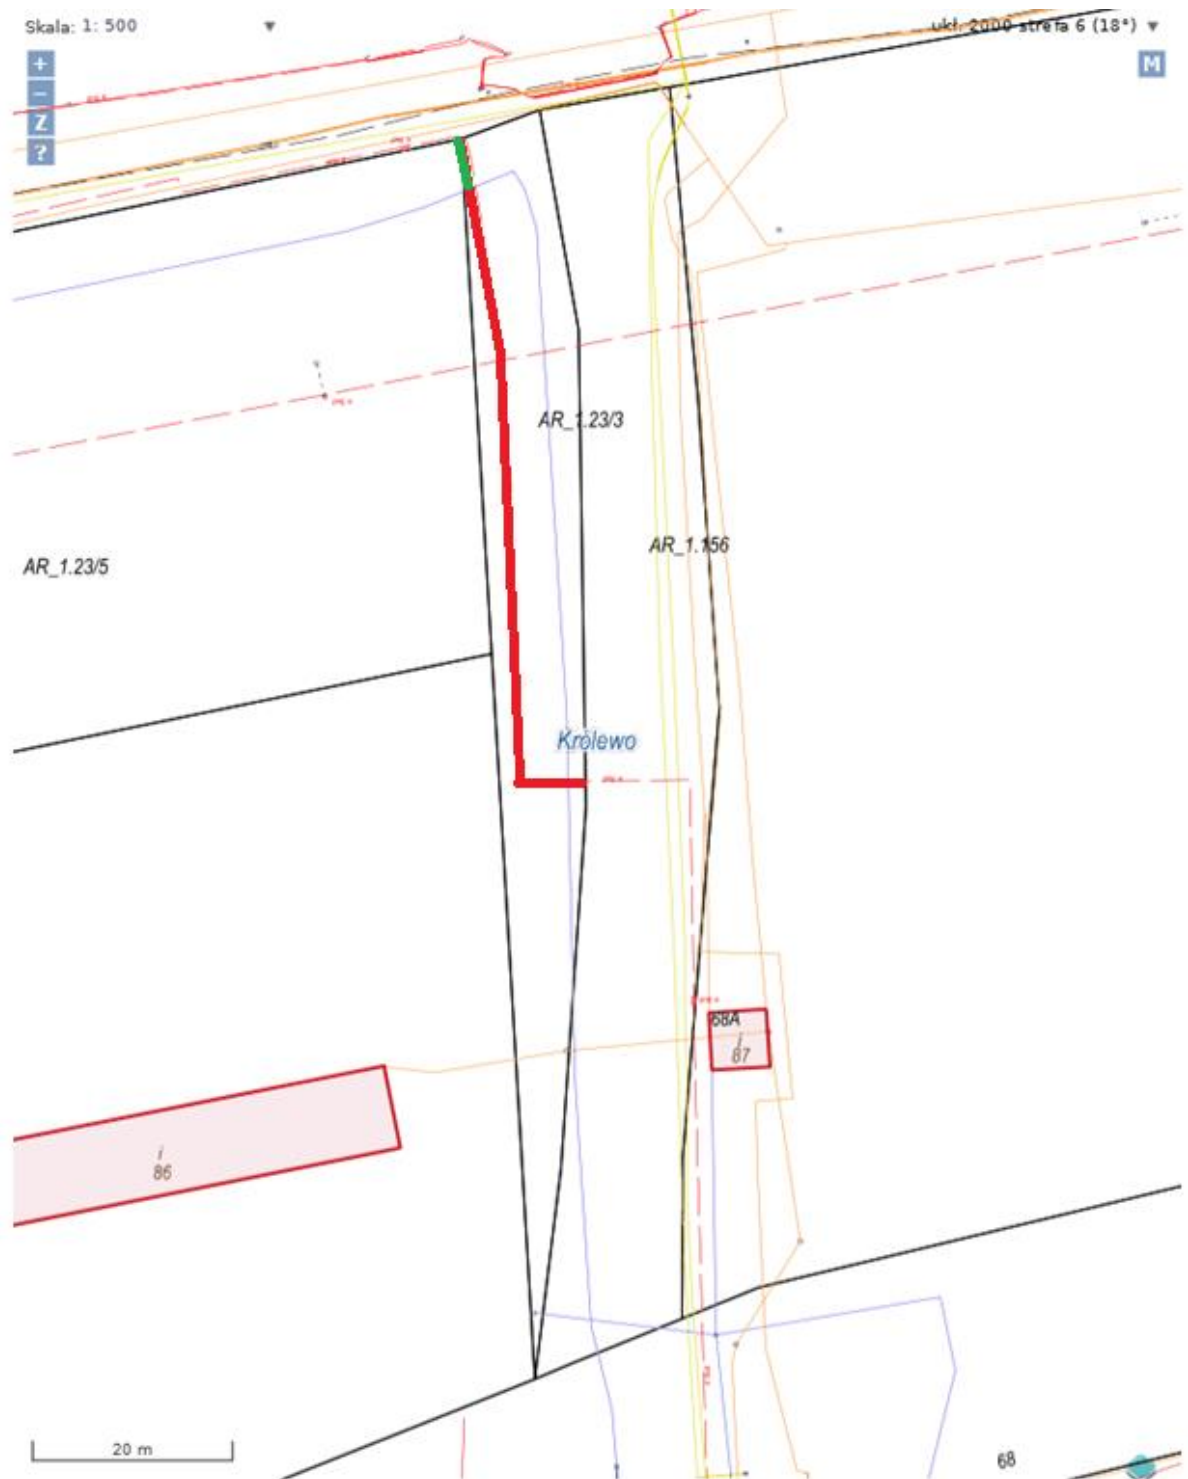 Skala: 1: 500
ukł. 2000 strefa 6 (18°)
+
M
−
Z
?
AR_1.23/3
AR_1.156
AR_1.23/5
Królewo
68A
i
87
i
86
20 m
68